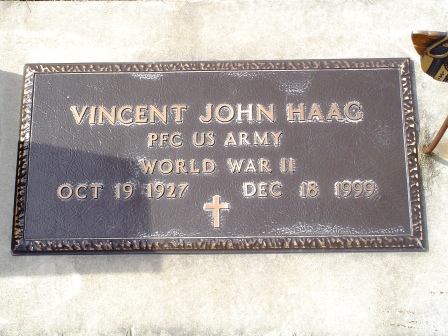 VINCENT JOHN HAAG
PFC US ARMY
WORLD WAR II
OCT 19 1927 DEC 18 1999